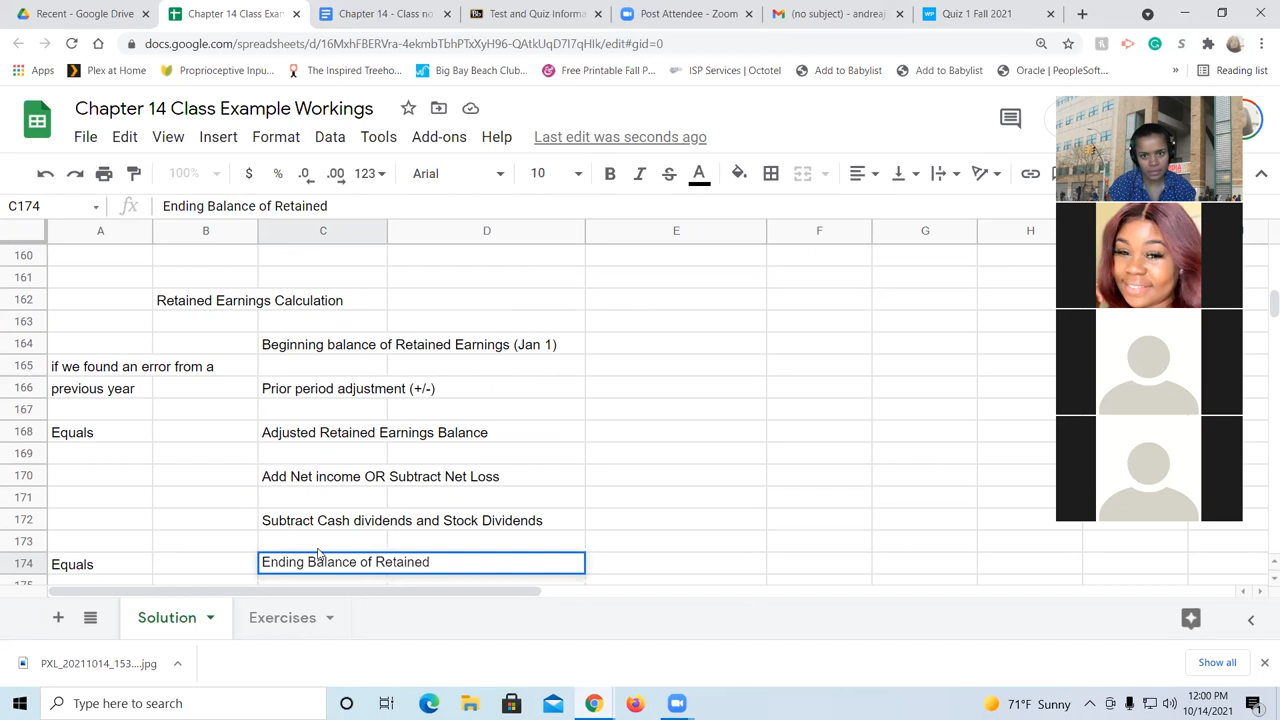 My Drive - Google Drive
Chapter 14 Class Exam
Chapter 14 - Class no
Test and Quiz Informa
Post Attendee - Zoom
(no subject) - andreaj
Quiz 1 Fall 2021
docs.google.com/spreadsheets/d/16MxhFBERVra-4ekmbTbLPTxXyH96-QAtkUqD7I7qHIk/edit#gid=0
Apps
Plex at Home
Proprioceptive Inpu...
The Inspired Treeho...
Big Bay Beach Club...
Free Printable Fall P...
ISP Services | Octotel
Add to Babylist
Add to Babylist
Oracle | PeopleSoft...
Reading list
Chapter 14 Class Example Workings
File Edit View Insert Format Data Tools Add-ons Help Last edit was seconds ago
100% $ % .0 .00 123 Arial 10 B I S A
C174 fx Ending Balance of Retained
A B C D E F G H
160
161
162 Retained Earnings Calculation
163
164 Beginning balance of Retained Earnings (Jan 1)
165 if we found an error from a
166 previous year Prior period adjustment (+/-)
167
168 Equals Adjusted Retained Earnings Balance
169
170 Add Net income OR Subtract Net Loss
171
172 Subtract Cash dividends and Stock Dividends
173
174 Equals Ending Balance of Retained
175
Solution Exercises
PXL_20211014_153....jpg
Show all
Type here to search
71°F Sunny
12:00 PM
10/14/2021